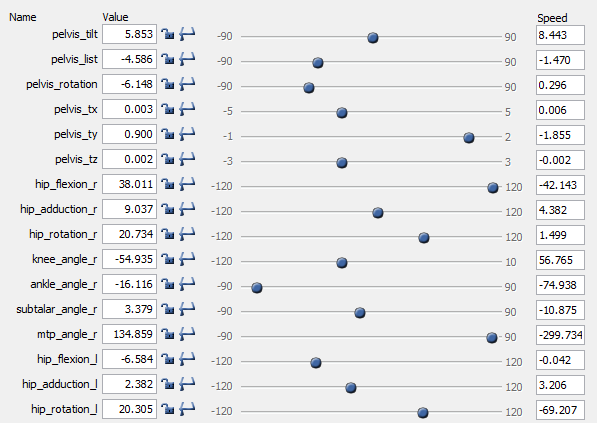 Name Value Speed
pelvis_tilt 5.853 -90 90 8.443
pelvis_list -4.586 -90 90 -1.470
pelvis_rotation -6.148 -90 90 0.296
pelvis_tx 0.003 -5 5 0.006
pelvis_ty 0.900 -1 2 -1.855
pelvis_tz 0.002 -3 3 -0.002
hip_flexion_r 38.011 -120 120 -42.143
hip_adduction_r 9.037 -120 120 4.382
hip_rotation_r 20.734 -120 120 1.499
knee_angle_r -54.935 -120 10 56.765
ankle_angle_r -16.116 -90 90 -74.938
subtalar_angle_r 3.379 -90 90 -10.875
mtp_angle_r 134.859 -90 90 -299.734
hip_flexion_l -6.584 -120 120 -0.042
hip_adduction_l 2.382 -120 120 3.206
hip_rotation_l 20.305 -120 120 -69.207